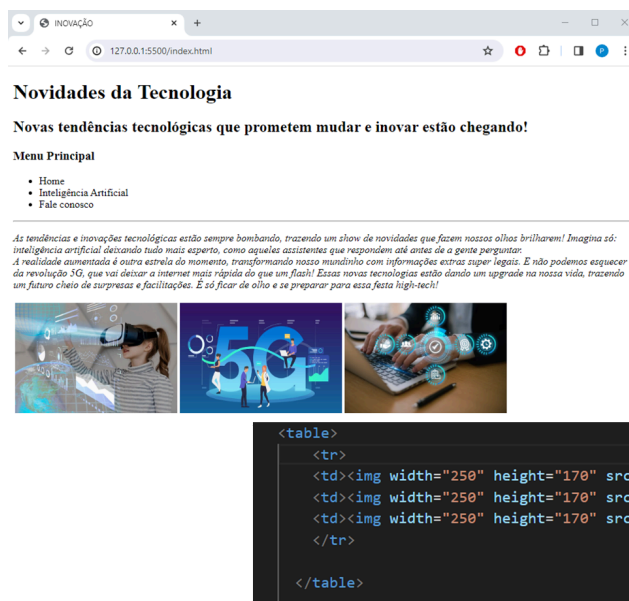 INOVAÇÃO
127.0.0.1:5500/index.html
P
Novidades da Tecnologia
Novas tendências tecnológicas que prometem mudar e inovar estão chegando!
Menu Principal
Home
Inteligência Artificial
Fale conosco
As tendências e inovações tecnológicas estão sempre bombando, trazendo um show de novidades que fazem nossos olhos brilharem! Imagina só:
inteligência artificial deixando tudo mais esperto, como aqueles assistentes que respondem até antes de a gente perguntar.
A realidade aumentada é outra estrela do momento, transformando nosso mundinho com informações extras super legais. E não podemos esquecer
da revolução 5G, que vai deixar a internet mais rápida do que um flash! Essas novas tecnologias estão dando um upgrade na nossa vida, trazendo
um futuro cheio de surpresas e facilitações. É só ficar de olho e se preparar para essa festa high-tech!
5G
<table>
<tr>
<td><img width="250" height="170" src
<td><img width="250" height="170" src
<td><img width="250" height="170" src
</tr>
</table>